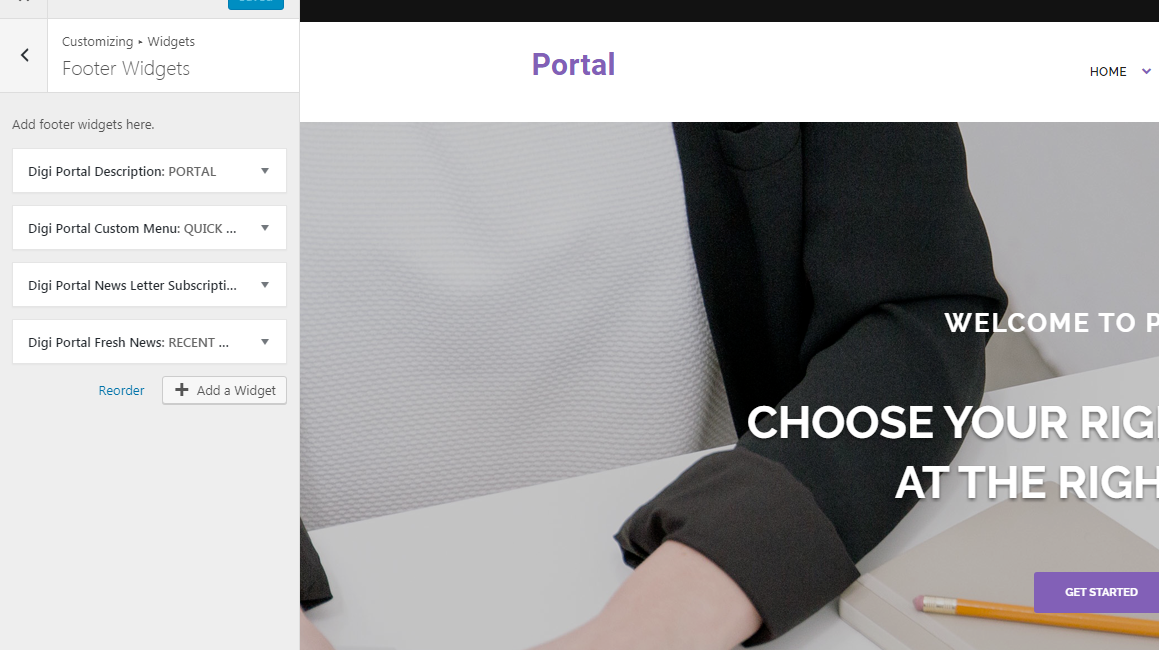 Customizing ▸ Widgets
Footer Widgets
Add footer widgets here.
Digi Portal Description: PORTAL
Digi Portal Custom Menu: QUICK ...
Digi Portal News Letter Subscripti...
Digi Portal Fresh News: RECENT ...
Reorder
Add a Widget
Portal
HOME
WELCOME TO P
CHOOSE YOUR RIG
AT THE RIGH
GET STARTED